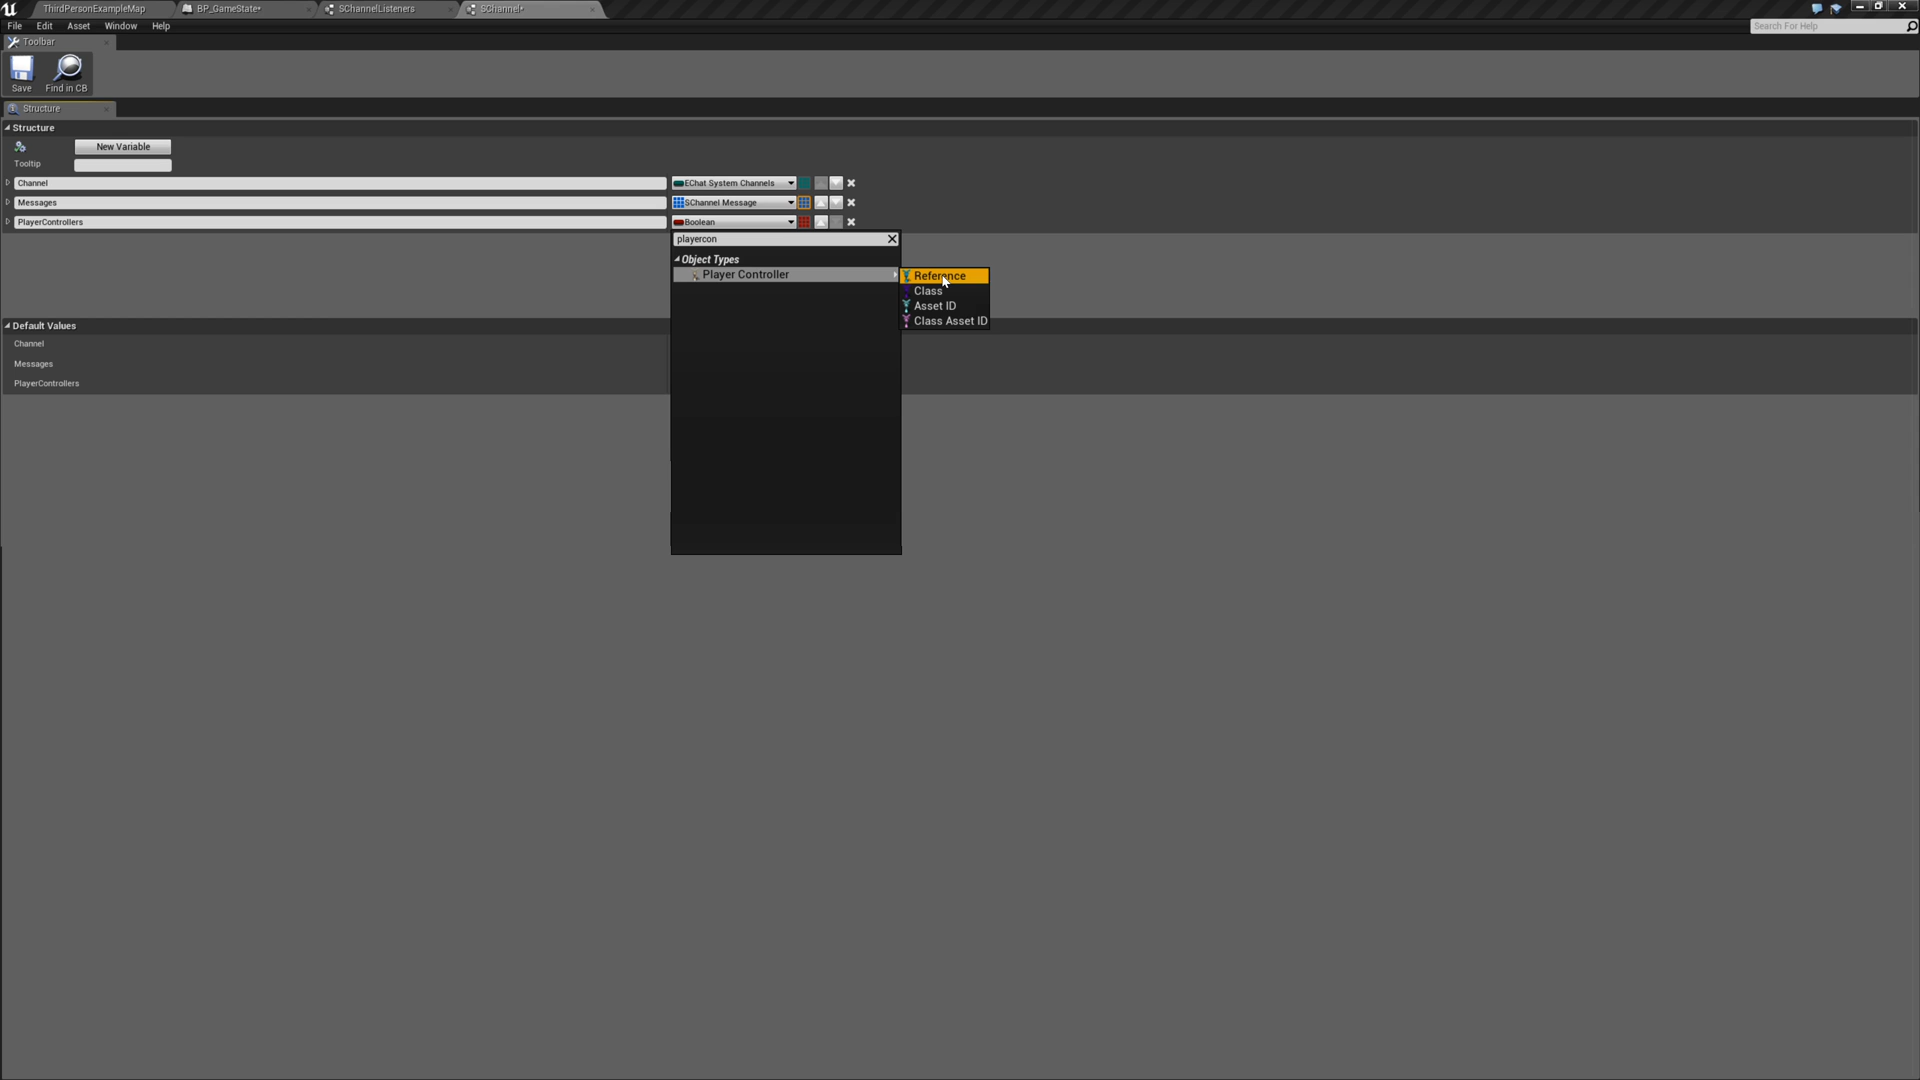 ThirdPersonExampleMap BP_GameState* SChannelListeners SChannel*
File Edit Asset Window Help Search For Help
Toolbar
Save Find in CB
Structure
Structure
New Variable
Tooltip
Channel EChat System Channels
Messages SChannel Message
PlayerControllers Boolean
playercon
Object Types
Player Controller
Reference
Class
Asset ID
Class Asset ID
Default Values
Channel
Messages
PlayerControllers